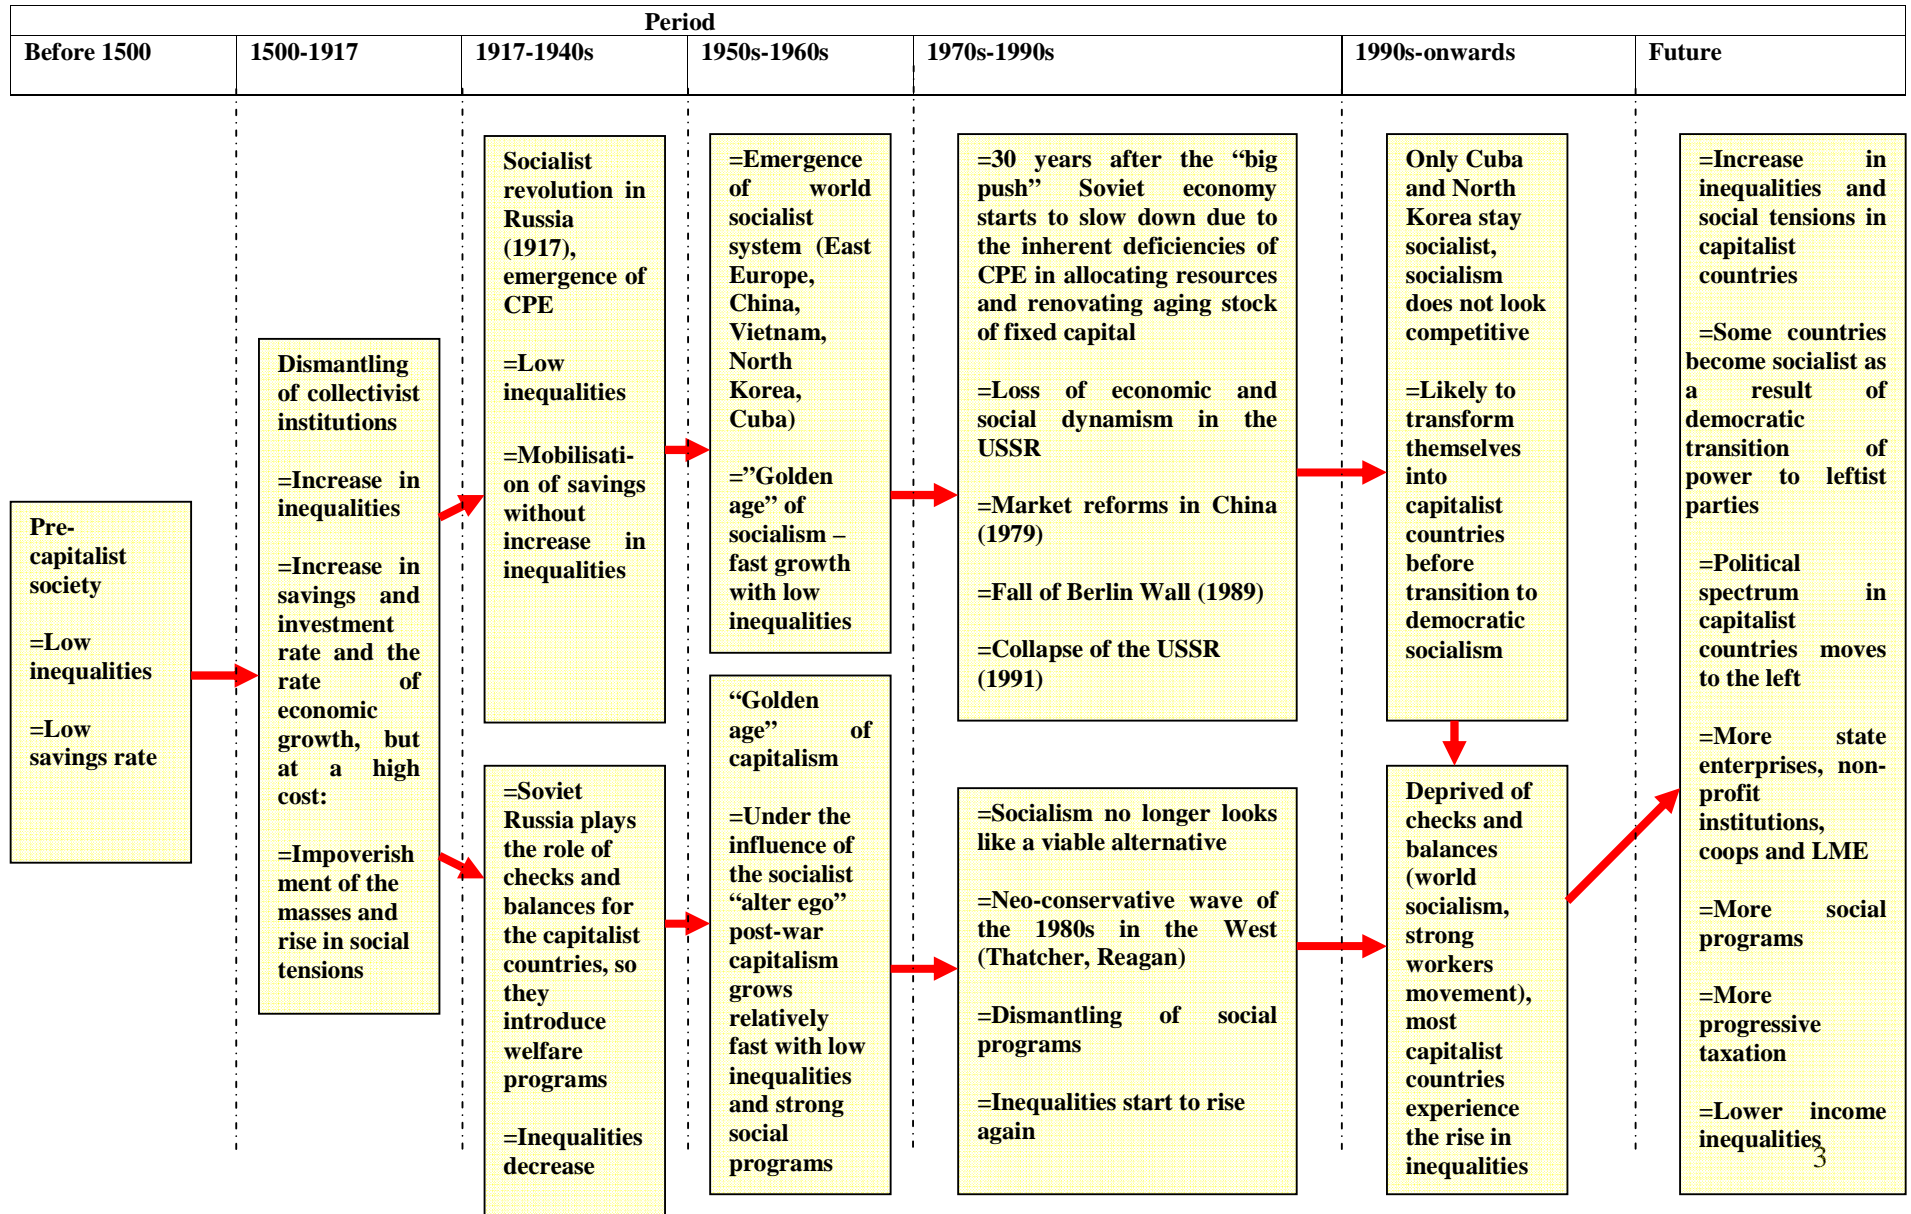 Period
Before 1500
1500-1917
1917-1940s
1950s-1960s
1970s-1990s
1990s-onwards
Future
Pre-
capitalist
society
=Low
inequalities
=Low
savings rate
Dismantling
of collectivist
institutions
=Increase in
inequalities
=Increase in
savings and
investment
rate and the
rate of
economic
growth, but
at a high
cost:
=Impoverish
ment of the
masses and
rise in social
tensions
Socialist
revolution in
Russia
(1917),
emergence of
CPE
=Low
inequalities
=Mobilisati-
on of savings
without
increase in
inequalities
=Soviet
Russia plays
the role of
checks and
balances for
the capitalist
countries, so
they
introduce
welfare
programs
=Inequalities
decrease
=Emergence
of world
socialist
system (East
Europe,
China,
Vietnam,
North
Korea,
Cuba)
=”Golden
age” of
socialism –
fast growth
with low
inequalities
“Golden
age” of
capitalism
=Under the
influence of
the socialist
“alter ego”
post-war
capitalism
grows
relatively
fast with low
inequalities
and strong
social
programs
=30 years after the “big
push” Soviet economy
starts to slow down due to
the inherent deficiencies of
CPE in allocating resources
and renovating aging stock
of fixed capital
=Loss of economic and
social dynamism in the
USSR
=Market reforms in China
(1979)
=Fall of Berlin Wall (1989)
=Collapse of the USSR
(1991)
=Socialism no longer looks
like a viable alternative
=Neo-conservative wave of
the 1980s in the West
(Thatcher, Reagan)
=Dismantling of social
programs
=Inequalities start to rise
again
Only Cuba
and North
Korea stay
socialist,
socialism
does not look
competitive
=Likely to
transform
themselves
into
capitalist
countries
before
transition to
democratic
socialism
Deprived of
checks and
balances
(world
socialism,
strong
workers
movement),
most
capitalist
countries
experience
the rise in
inequalities
=Increase in
inequalities and
social tensions in
capitalist
countries
=Some countries
become socialist as
a result of
democratic
transition of
power to leftist
parties
=Political
spectrum in
capitalist
countries moves
to the left
=More state
enterprises, non-
profit
institutions,
coops and LME
=More social
programs
=More
progressive
taxation
=Lower income
inequalities
3